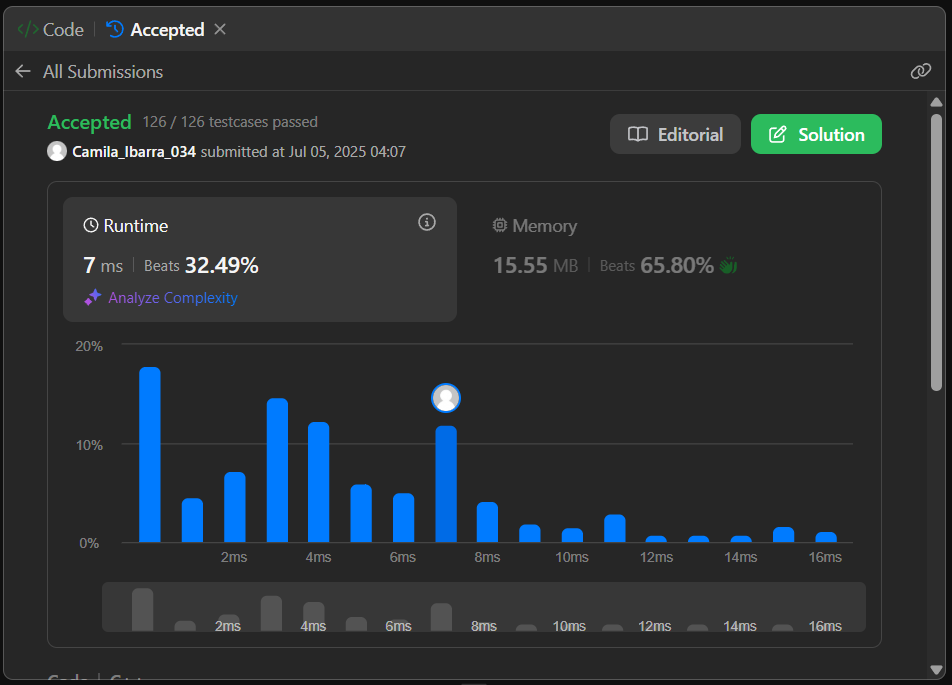 </> Code | Accepted
All Submissions
Accepted 126 / 126 testcases passed
Camila_Ibarra_034 submitted at Jul 05, 2025 04:07
Editorial
Solution
Runtime
7 ms | Beats 32.49%
Analyze Complexity
Memory
15.55 MB | Beats 65.80%
20%
10%
0%
2ms 4ms 6ms 8ms 10ms 12ms 14ms 16ms
2ms 4ms 6ms 8ms 10ms 12ms 14ms 16ms